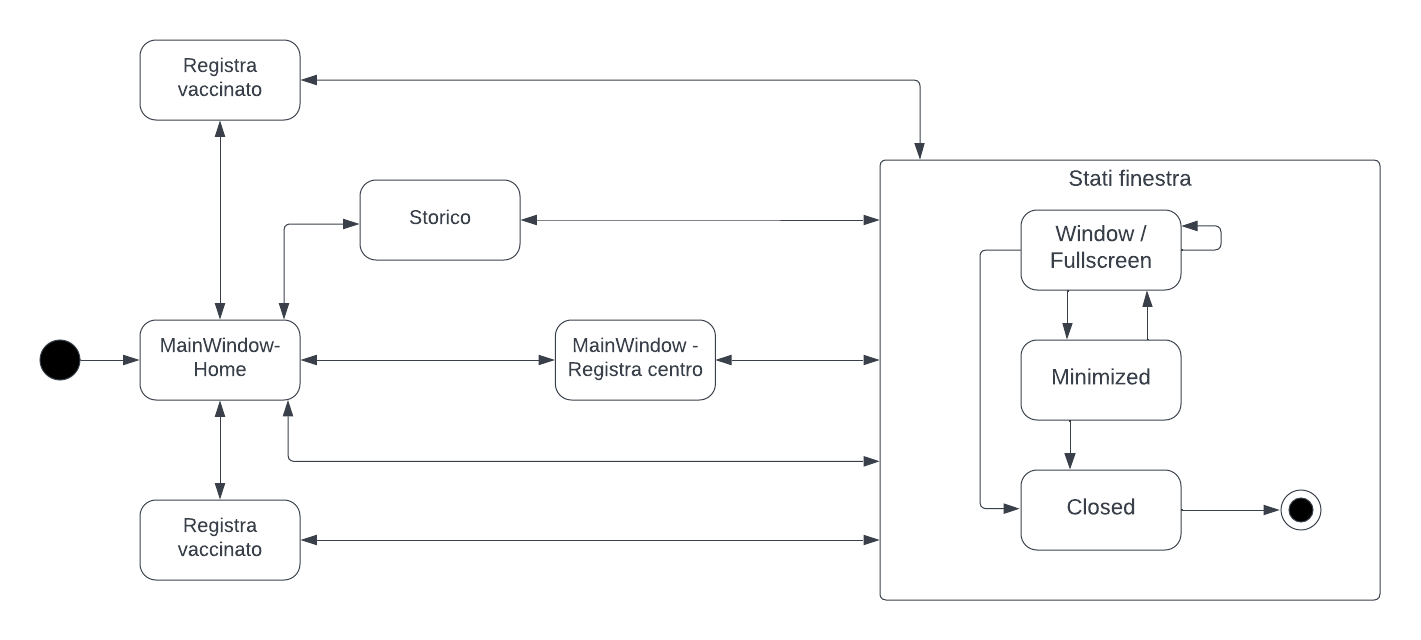 Registra
vaccinato
Stati finestra
Storico
Window /
Fullscreen
MainWindow-
Home
MainWindow -
Registra centro
Minimized
Registra
vaccinato
Closed